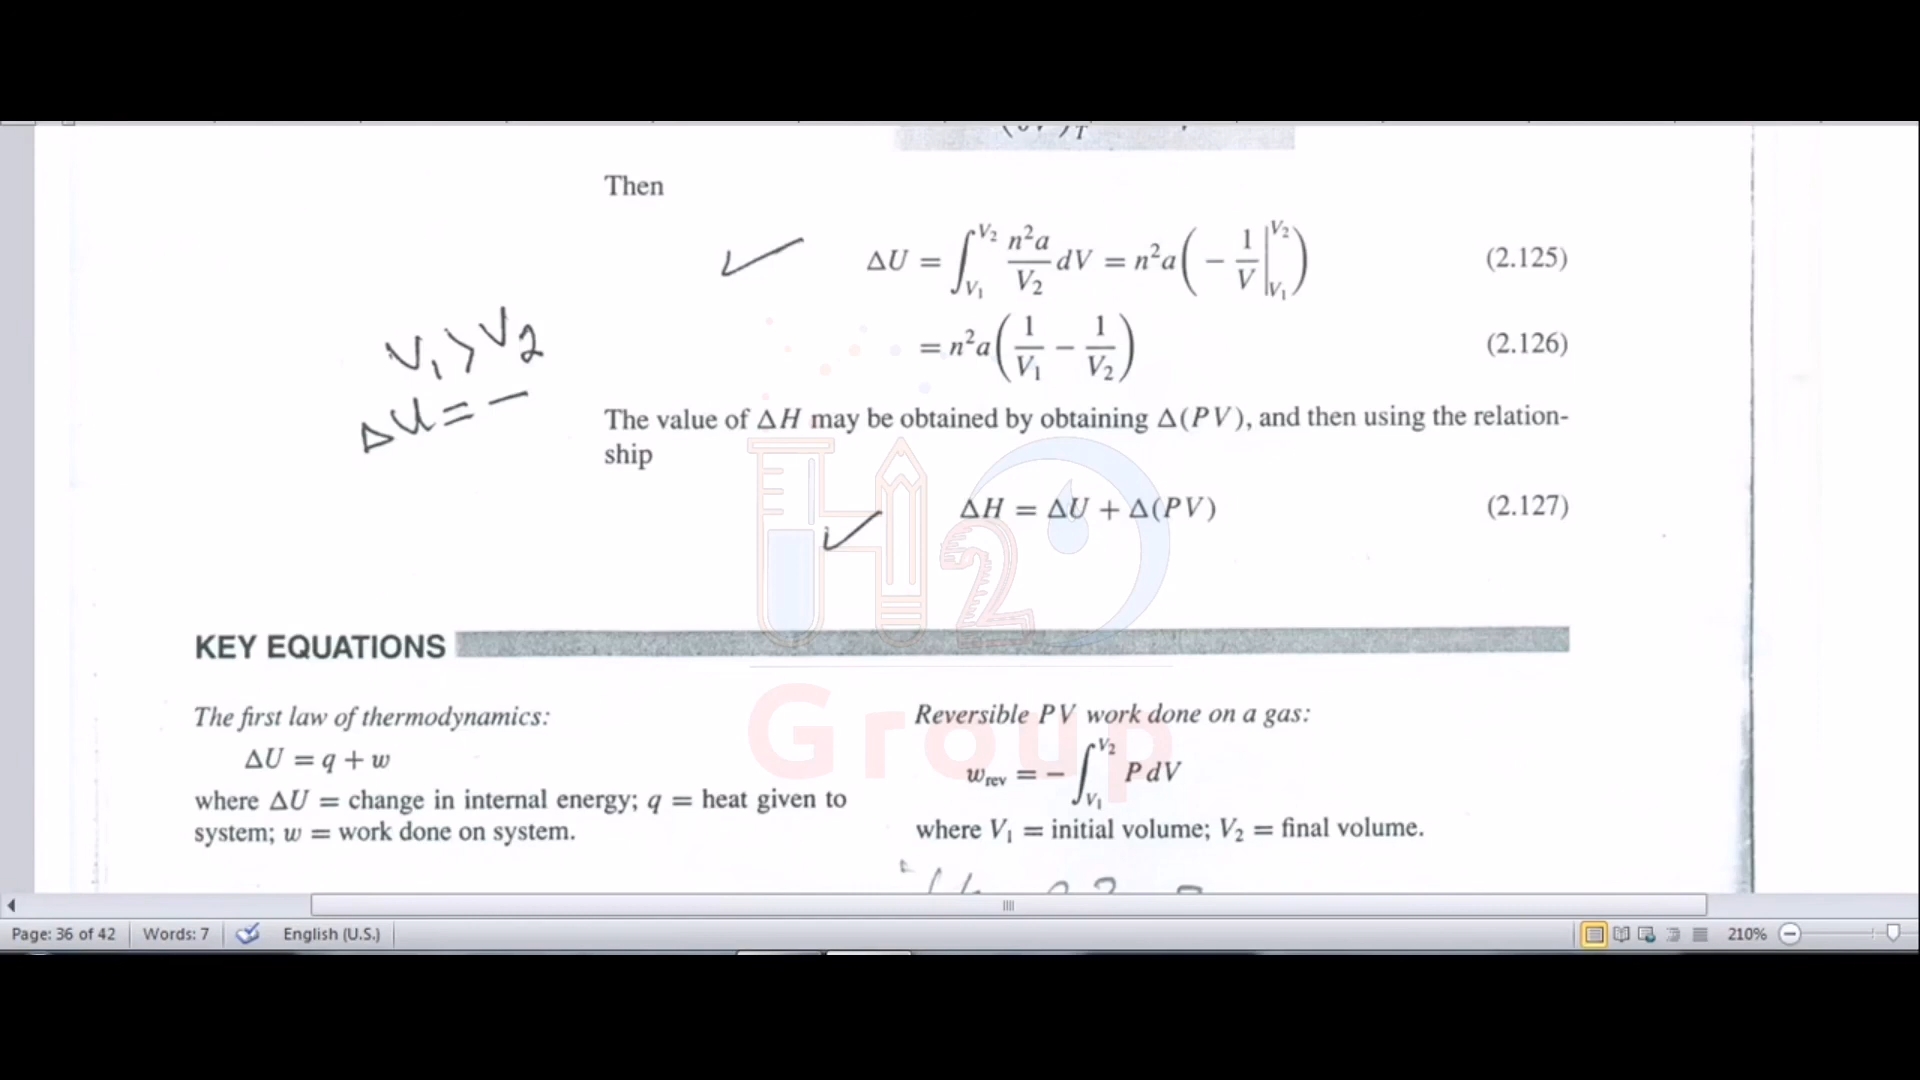 Then
ΔU = ∫_{V₁}^{V₂} n²a/V₂ dV = n²a(− 1/V |_{V₁}^{V₂}) (2.125)
= n²a(1/V₁ − 1/V₂) (2.126)
V₁ > V₂
ΔU = −
The value of ΔH may be obtained by obtaining Δ(PV), and then using the relation-
ship
ΔH = ΔU + Δ(PV) (2.127)
H2O
Group
KEY EQUATIONS
The first law of thermodynamics:
ΔU = q + w
where ΔU = change in internal energy; q = heat given to
system; w = work done on system.
Reversible PV work done on a gas:
w_rev = − ∫_{V₁}^{V₂} P dV
where V₁ = initial volume; V₂ = final volume.
Page: 36 of 42 Words: 7 English (U.S.) 210%